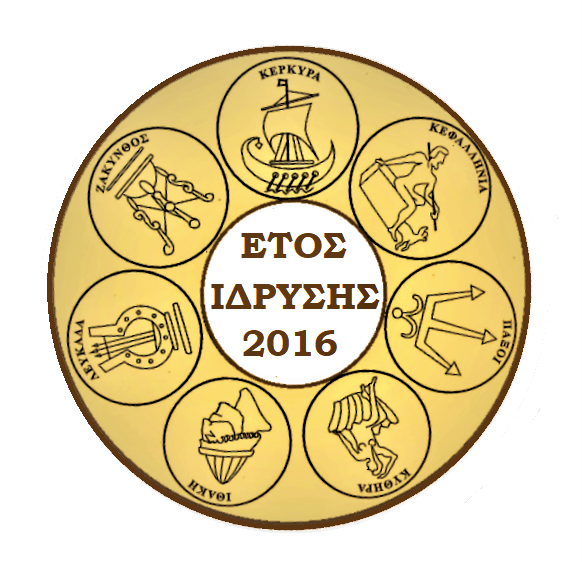 ΚΕΡΚΥΡΑ
ΚΕΦΑΛΛΗΝΙΑ
ΠΑΞΟΙ
ΚΥΘΗΡΑ
ΙΘΑΚΗ
ΛΕΥΚΑΔΑ
ΖΑΚΥΝΘΟΣ
ΕΤΟΣ
ΙΔΡΥΣΗΣ
2016